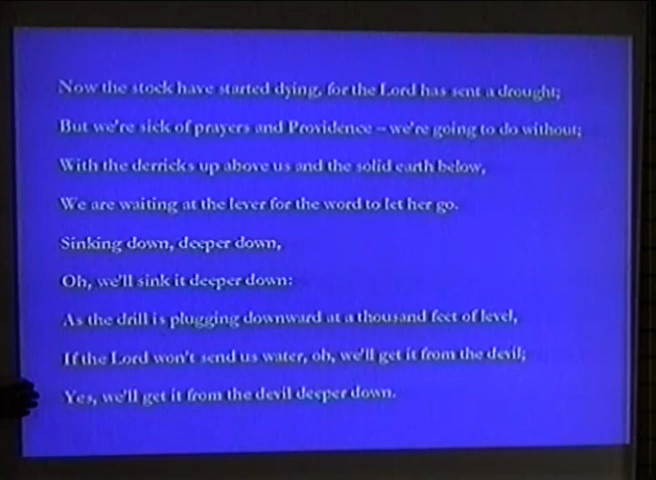 Now the stock have started dying, for the Lord has sent a drought;
But we're sick of prayers and Providence – we're going to do without;
With the derricks up above us and the solid earth below,
We are waiting at the lever for the word to let her go.
Sinking down, deeper down,
Oh, we'll sink it deeper down:
As the drill is plugging downward at a thousand feet of level,
If the Lord won't send us water, oh, we'll get it from the devil;
Yes, we'll get it from the devil deeper down.